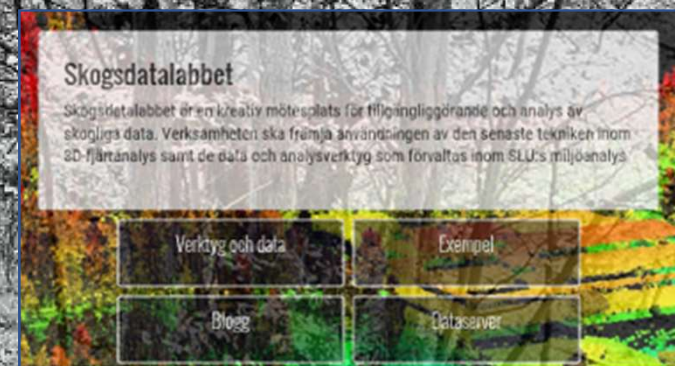 Skogsdatalabbet
Skogsdatalabbet är en kreativ mötesplats för tillgängliggörande och analys av
skogliga data. Verksamheten ska främja användningen av den senaste tekniken inom
3D-fjärranalys samt de data och analysverktyg som förvaltas inom SLU:s miljöanalys
Verktyg och data
Exempel
Blogg
Dataserver